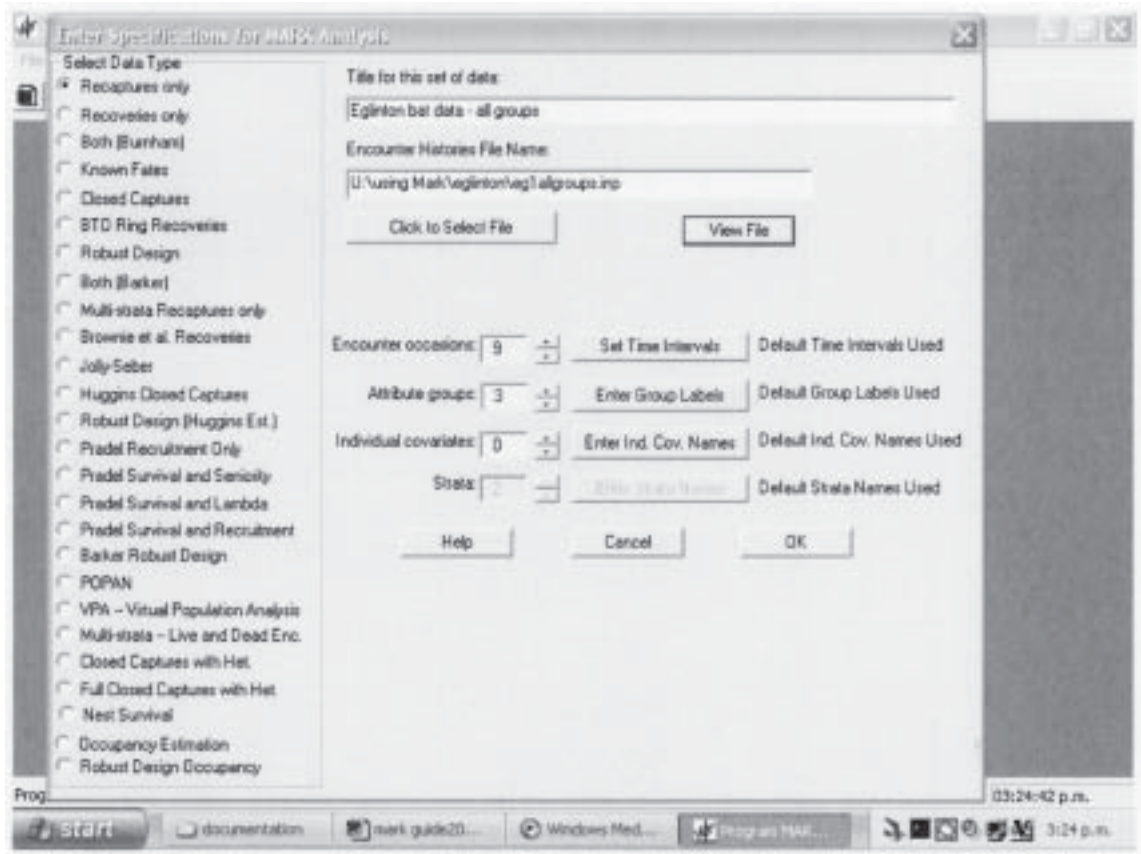 Enter Specifications for MARK Analysis
Select Data Type
Recaptures only
Recoveries only
Both (Burnham)
Known Fates
Closed Captures
BTO Ring Recoveries
Robust Design
Both (Barker)
Multi-strata Recaptures only
Brownie et al. Recoveries
Jolly-Seber
Huggins Closed Captures
Robust Design (Huggins Est.)
Pradel Recruitment Only
Pradel Survival and Seniority
Pradel Survival and Lambda
Pradel Survival and Recruitment
Barker Robust Design
POPAN
VPA - Virtual Population Analysis
Multi-strata - Live and Dead Enc.
Closed Captures with Het.
Full Closed Captures with Het.
Nest Survival
Occupancy Estimation
Robust Design Occupancy
Title for this set of data:
Eglinton bat data - all groups
Encounter Histories File Name:
U:\using Mark\eglinton\eg1allgroups.inp
Click to Select File
View File
Encounter occasions: 9 Set Time Intervals Default Time Intervals Used
Attribute groups: 3 Enter Group Labels Default Group Labels Used
Individual covariates: 0 Enter Ind. Cov. Names Default Ind. Cov. Names Used
Strata: 2 Enter Strata Names Default Strata Names Used
Help Cancel OK
Prog
03:24:42 p.m.
start documentation mark guide20... Windows Med... Program MAR... 3:24 p.m.